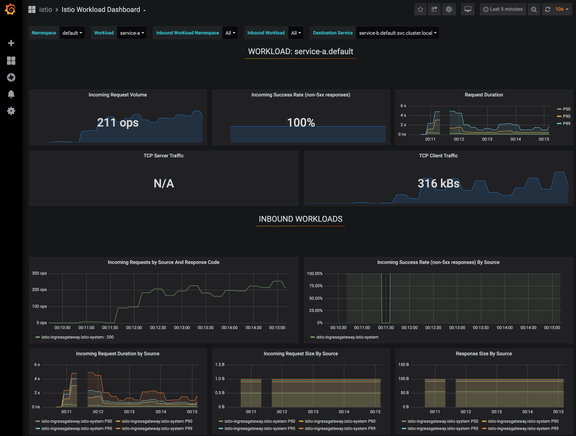 istio > Istio Workload Dashboard
Last 5 minutes
10s
Namespace default Workload service-a Inbound Workload Namespace All Inbound Workload All Destination Service service-b.default.svc.cluster.local
WORKLOAD: service-a.default
Incoming Request Volume
211 ops
Incoming Success Rate (non-5xx responses)
100%
Request Duration
6 s
4 s
2 s
0 ns
00:11 00:12 00:13 00:14 00:15
P50
P90
P99
TCP Server Traffic
N/A
TCP Client Traffic
316 kBs
INBOUND WORKLOADS
Incoming Requests by Source And Response Code
300 ops
200 ops
100 ops
0 ops
00:10:30 00:11:00 00:11:30 00:12:00 00:12:30 00:13:00 00:13:30 00:14:00 00:14:30 00:15:00
istio-ingressgateway.istio-system : 200
Incoming Success Rate (non-5xx responses) By Source
100.00%
75.00%
50.00%
25.00%
0%
00:10:30 00:11:00 00:11:30 00:12:00 00:12:30 00:13:00 00:13:30 00:14:00 00:14:30 00:15:00
istio-ingressgateway.istio-system
Incoming Request Duration by Source
6 s
4 s
2 s
0 ns
00:11 00:12 00:13 00:14 00:15
istio-ingressgateway.istio-system P50 istio-ingressgateway.istio-system P90
istio-ingressgateway.istio-system P95 istio-ingressgateway.istio-system P99
Incoming Request Size By Source
1.5 B
1.0 B
0.5 B
0 B
00:11 00:12 00:13 00:14 00:15
istio-ingressgateway.istio-system P50 istio-ingressgateway.istio-system P90
istio-ingressgateway.istio-system P95 istio-ingressgateway.istio-system P99
Response Size By Source
150 B
100 B
50 B
0 B
00:11 00:12 00:13 00:14 00:15
istio-ingressgateway.istio-system P50 istio-ingressgateway.istio-system P90
istio-ingressgateway.istio-system P95 istio-ingressgateway.istio-system P99